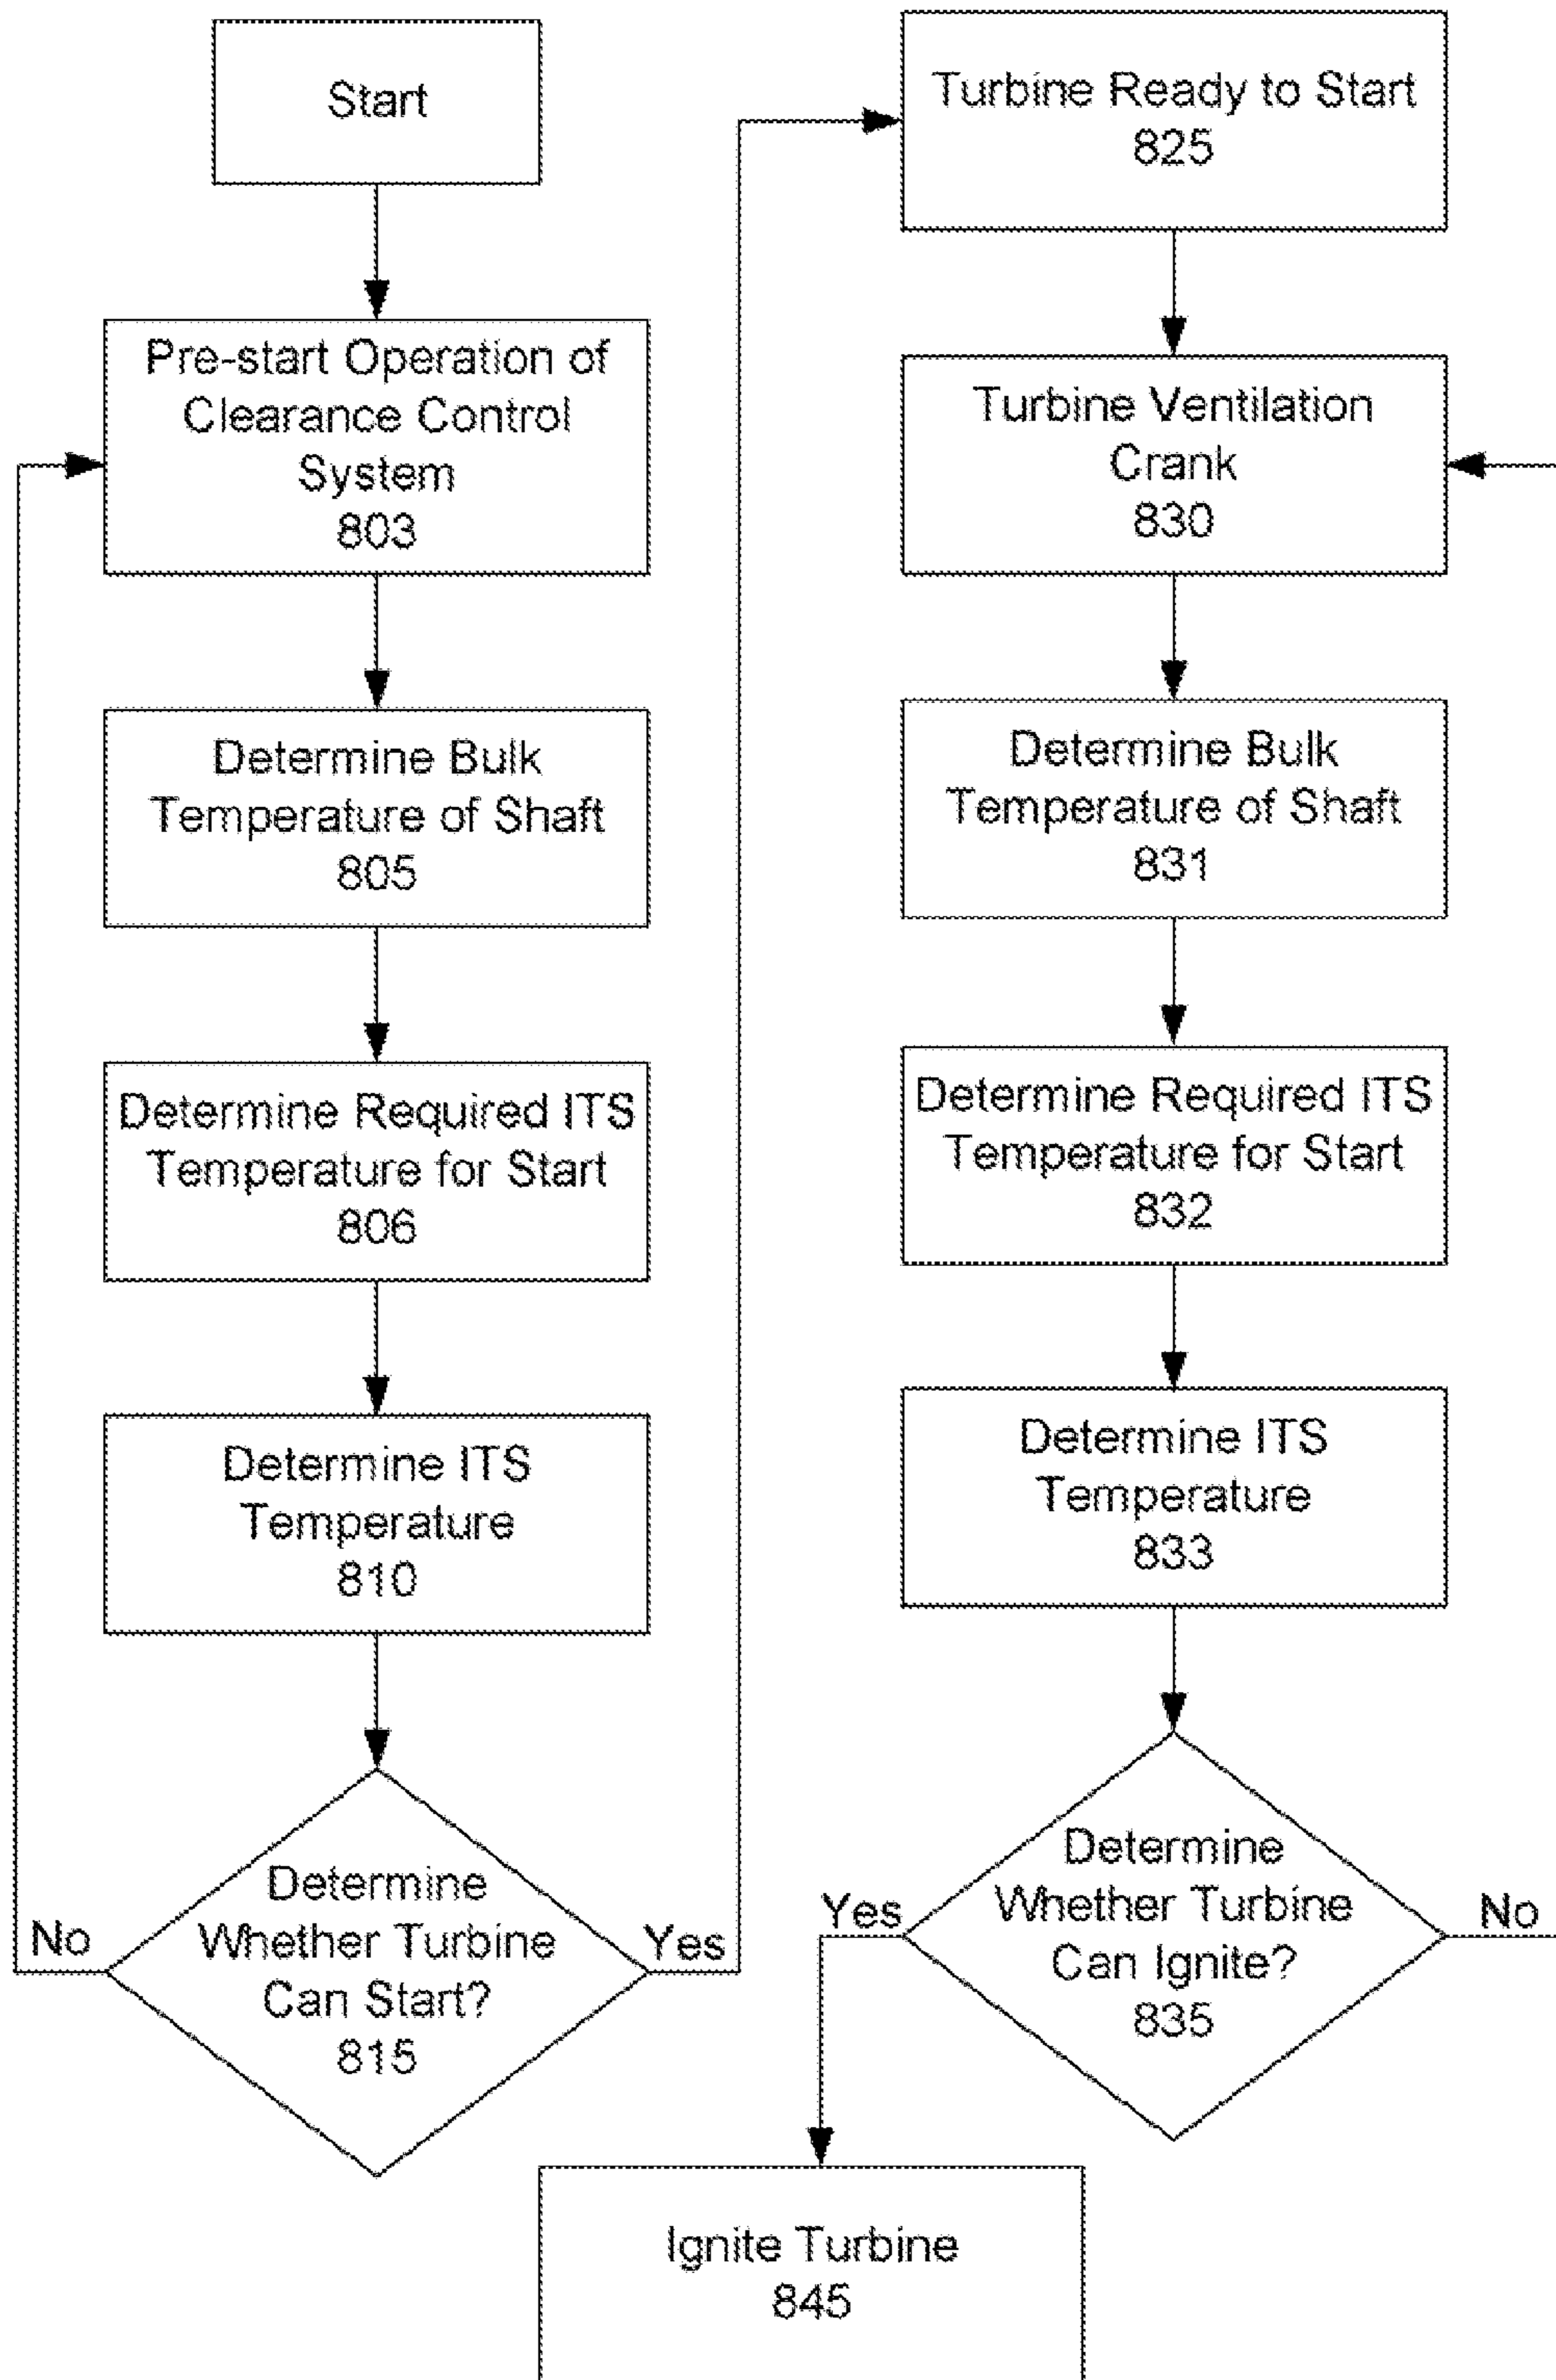 Start
Pre-start Operation of
Clearance Control
System
803
Determine Bulk
Temperature of Shaft
805
Determine Required ITS
Temperature for Start
806
Determine ITS
Temperature
810
Determine
Whether Turbine
Can Start?
815
No
Yes
Turbine Ready to Start
825
Turbine Ventilation
Crank
830
Determine Bulk
Temperature of Shaft
831
Determine Required ITS
Temperature for Start
832
Determine ITS
Temperature
833
Determine
Whether Turbine
Can Ignite?
835
Yes
No
Ignite Turbine
845